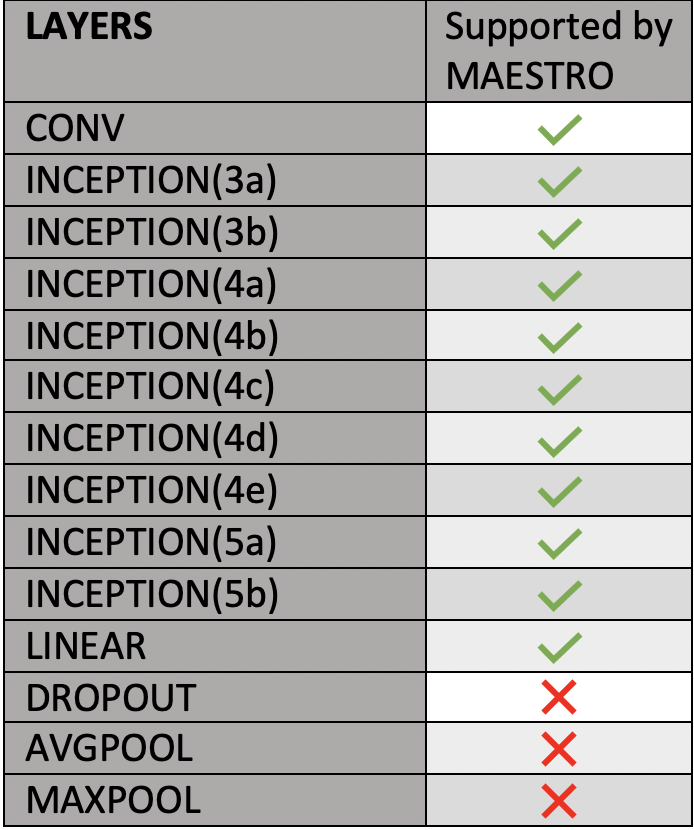 LAYERS
Supported by
MAESTRO
CONV
INCEPTION(3a)
INCEPTION(3b)
INCEPTION(4a)
INCEPTION(4b)
INCEPTION(4c)
INCEPTION(4d)
INCEPTION(4e)
INCEPTION(5a)
INCEPTION(5b)
LINEAR
DROPOUT
AVGPOOL
MAXPOOL